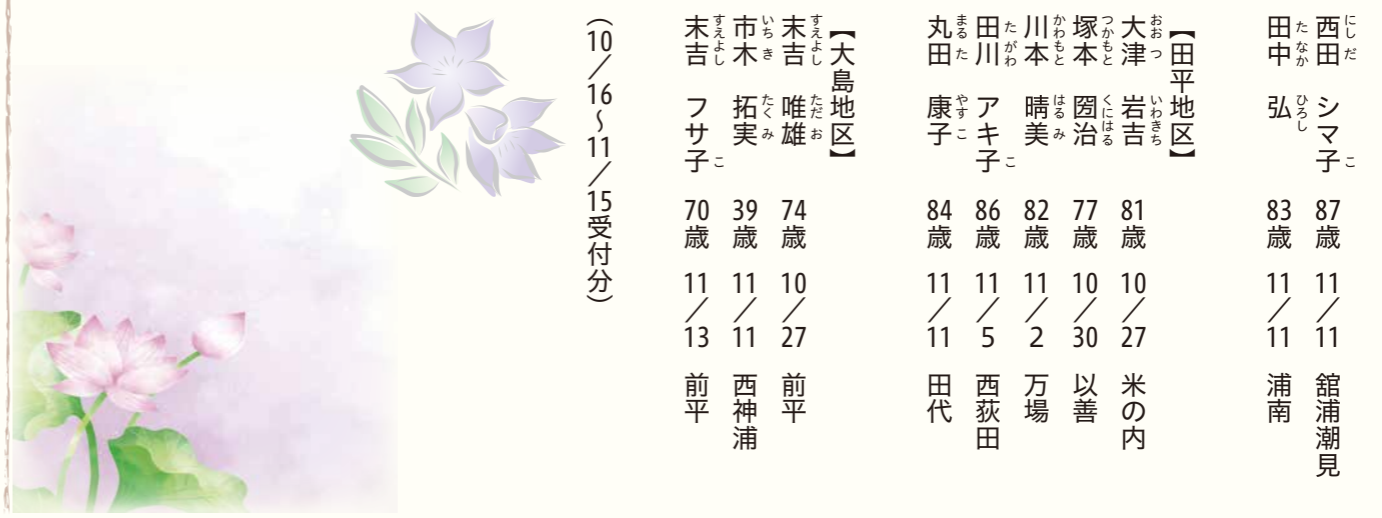 西田 シマ子 87歳 11／11 舘浦潮見
田中 弘 83歳 11／11 浦南
【田平地区】
大津 岩吉 81歳 10／27 米の内
塚本 圀治 77歳 10／30 以善
川本 晴美 82歳 11／2 万場
田川 アキ子 86歳 11／5 西荻田
丸田 康子 84歳 11／11 田代
【大島地区】
末吉 唯雄 74歳 10／27 前平
市木 拓実 39歳 11／11 西神浦
末吉 フサ子 70歳 11／13 前平
（10／16〜11／15受付分）